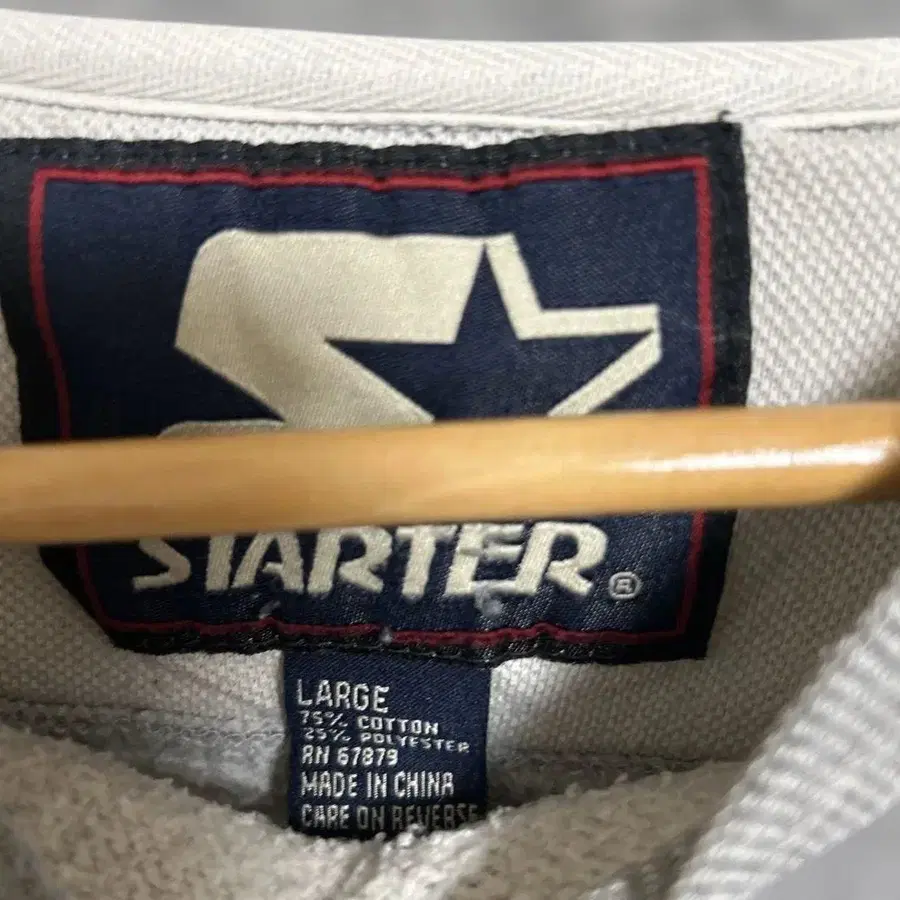 STARTER®
LARGE
75% COTTON
25% POLYESTER
RN 67879
MADE IN CHINA
CARE ON REVERSE